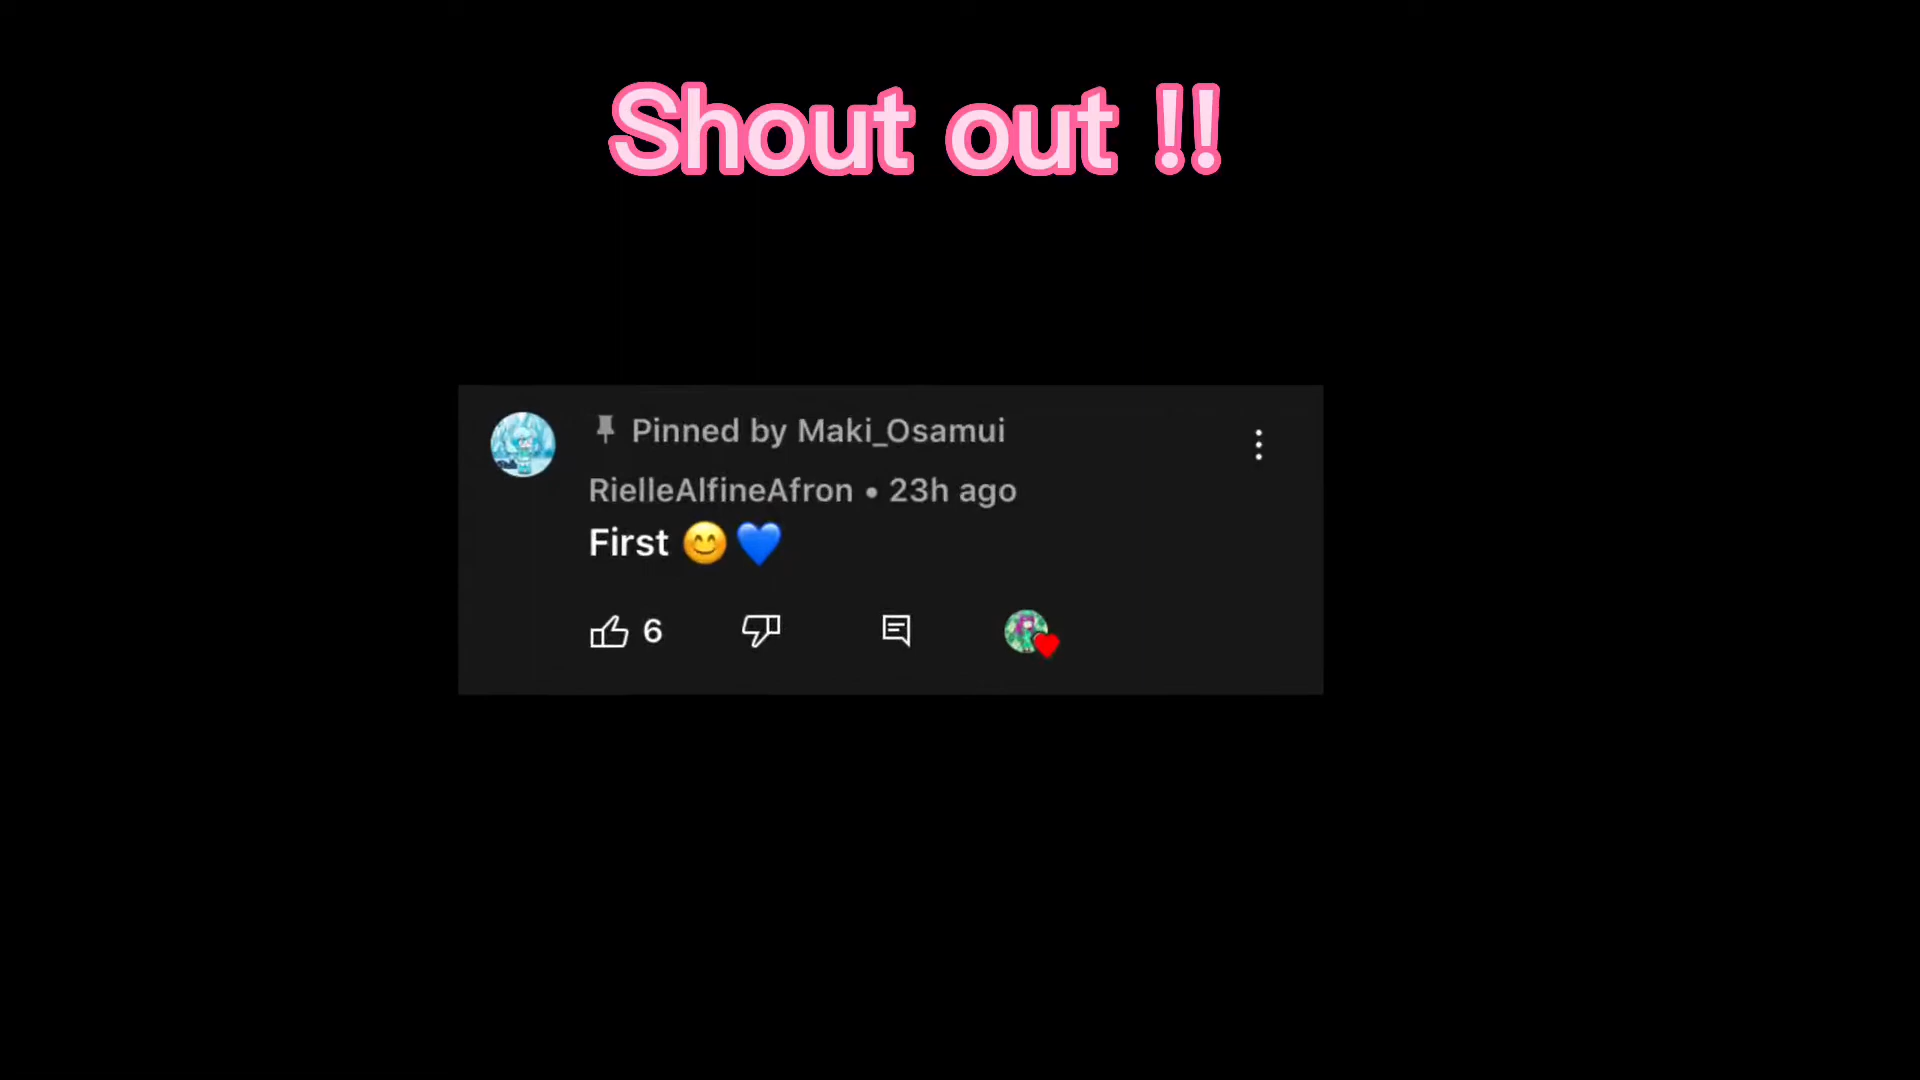 Shout out !!
Pinned by Maki_Osamui
RielleAlfineAfron • 23h ago
First 😊💙
6